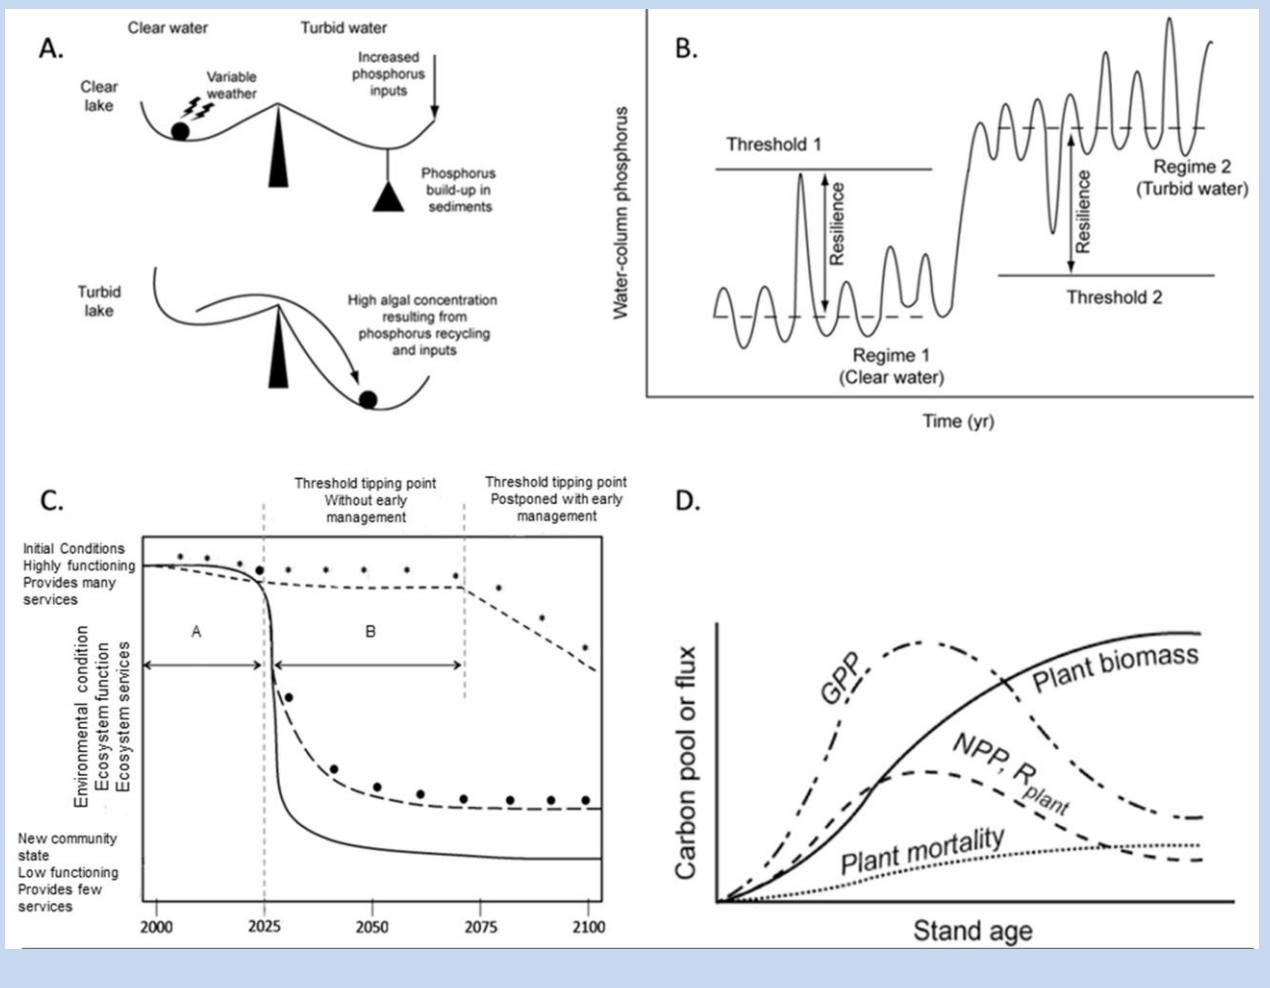 A.
Clear water
Turbid water
Clear
lake
Variable
weather
Increased
phosphorus
inputs
Phosphorus
build-up in
sediments
Turbid
lake
High algal concentration
resulting from
phosphorus recycling
and inputs
B.
Water-column phosphorus
Threshold 1
Resilience
Regime 1
(Clear water)
Resilience
Regime 2
(Turbid water)
Threshold 2
Time (yr)
C.
Threshold tipping point
Without early
management
Threshold tipping point
Postponed with early
management
Initial Conditions
Highly functioning
Provides many
services
Environmental condition
Ecosystem function
Ecosystem services
A
B
New community
state
Low functioning
Provides few
services
2000
2025
2050
2075
2100
D.
Carbon pool or flux
GPP
Plant biomass
NPP, Rplant
Plant mortality
Stand age